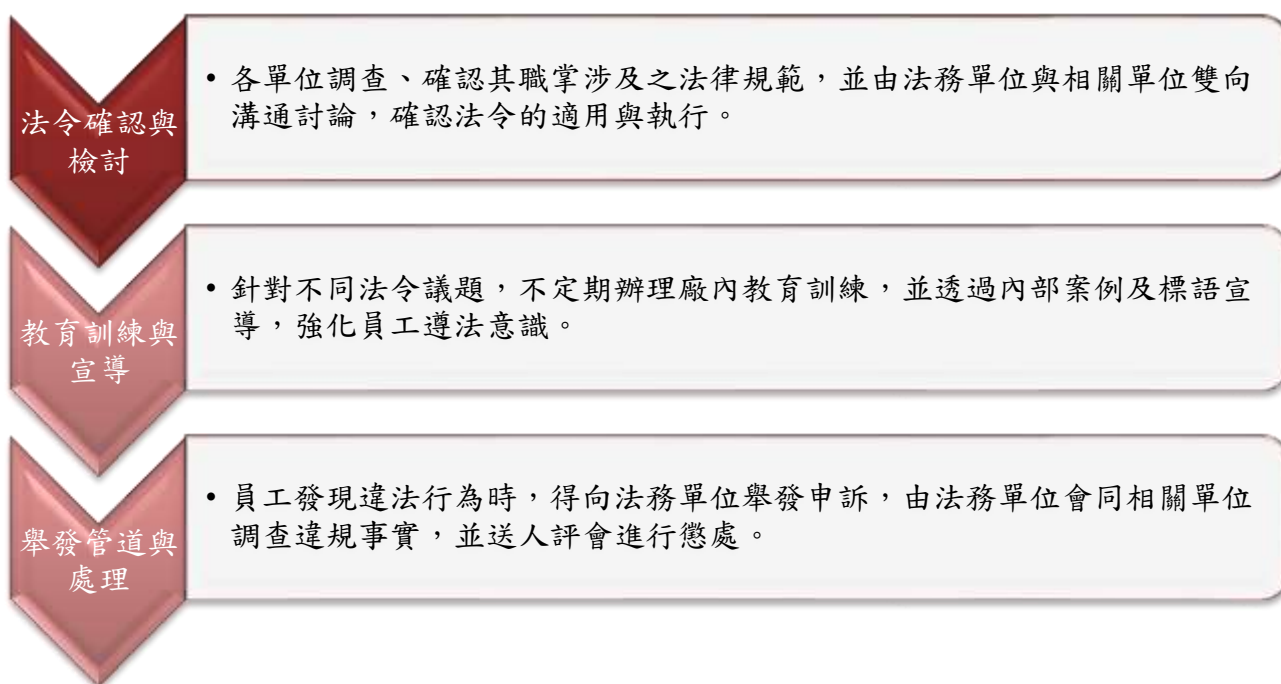 法令確認與
檢討
• 各單位調查、確認其職掌涉及之法律規範，並由法務單位與相關單位雙向
溝通討論，確認法令的適用與執行。
教育訓練與
宣導
• 針對不同法令議題，不定期辦理廠內教育訓練，並透過內部案例及標語宣
導，強化員工遵法意識。
舉發管道與
處理
• 員工發現違法行為時，得向法務單位舉發申訴，由法務單位會同相關單位
調查違規事實，並送人評會進行懲處。